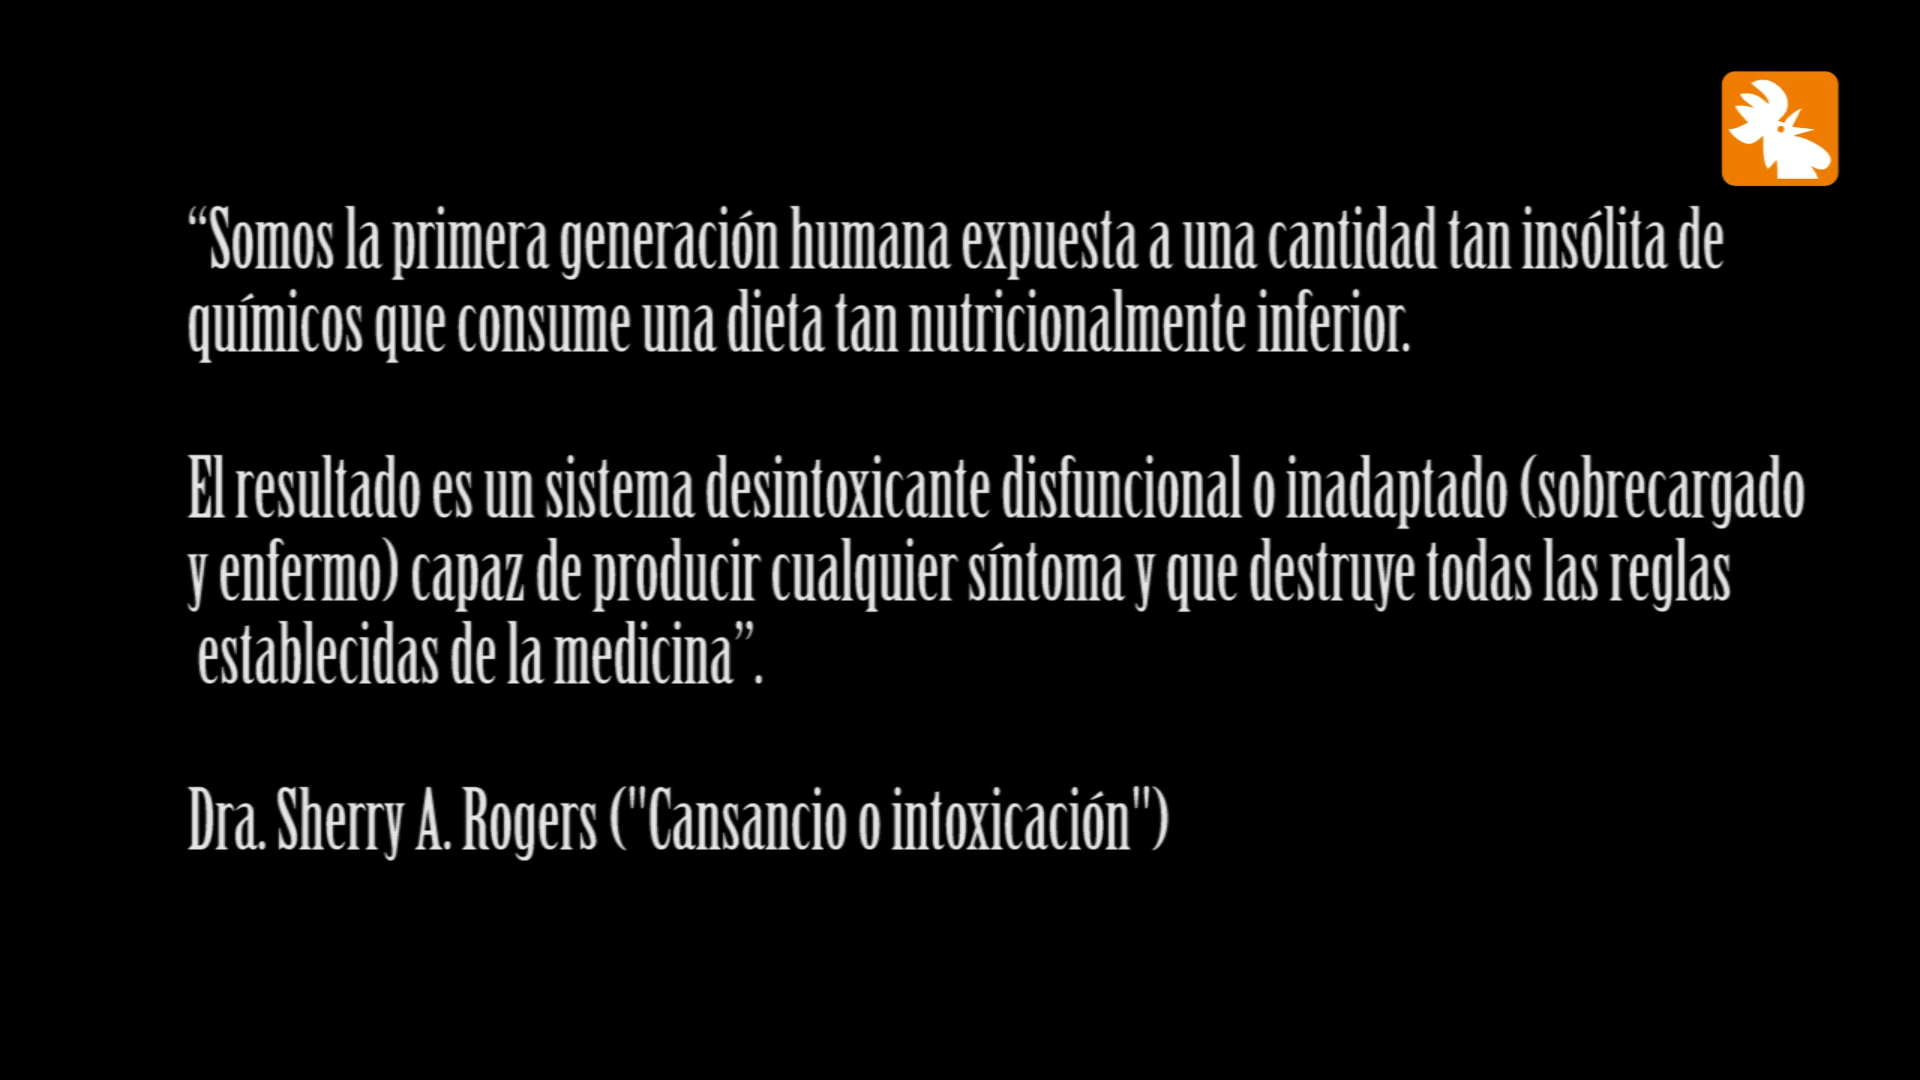 “Somos la primera generación humana expuesta a una cantidad tan insólita de
químicos que consume una dieta tan nutricionalmente inferior.
El resultado es un sistema desintoxicante disfuncional o inadaptado (sobrecargado
y enfermo) capaz de producir cualquier síntoma y que destruye todas las reglas
establecidas de la medicina”.
Dra. Sherry A. Rogers ("Cansancio o intoxicación")